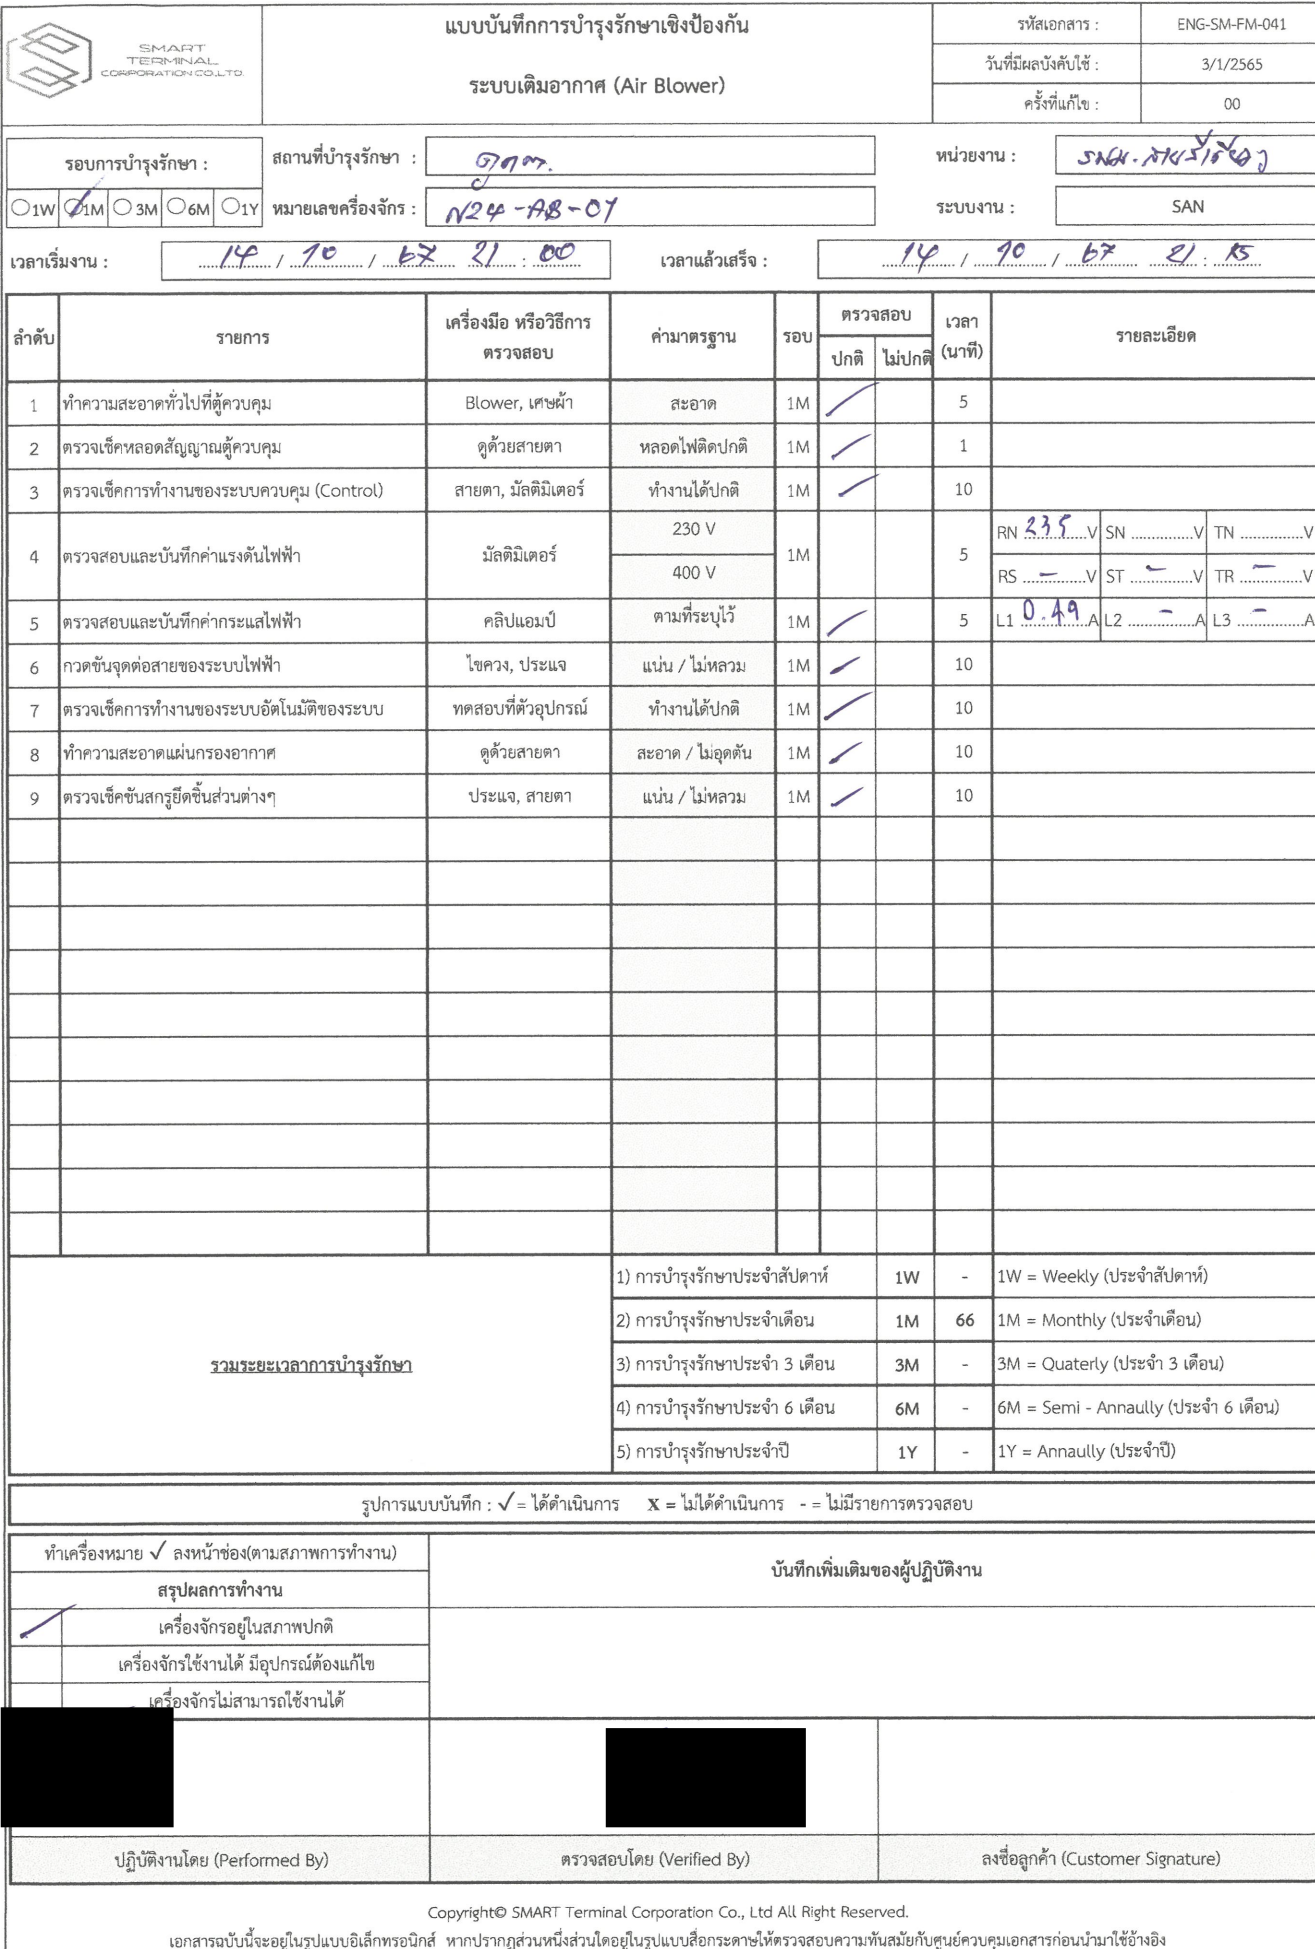 SMART
TERMINAL
CORPORATION CO.,LTD.
แบบบันทึกการบำรุงรักษาเชิงป้องกัน
ระบบเติมอากาศ (Air Blower)
รหัสเอกสาร : ENG-SM-FM-041
วันที่มีผลบังคับใช้ : 3/1/2565
ครั้งที่แก้ไข : 00
รอบการบำรุงรักษา :
1W 1M 3M 6M 1Y
สถานที่บำรุงรักษา :
หมายเลขเครื่องจักร : N24-AB-01
หน่วยงาน :
ระบบงาน : SAN
เวลาเริ่มงาน : 14 / 10 / 67 21 : 00
เวลาแล้วเสร็จ : 14 / 10 / 67 21 : 15
ลำดับ รายการ เครื่องมือ หรือวิธีการตรวจสอบ ค่ามาตรฐาน รอบ ตรวจสอบ ปกติ ไม่ปกติ เวลา (นาที) รายละเอียด
1 ทำความสะอาดทั่วไปที่ตู้ควบคุม Blower, เศษผ้า สะอาด 1M ✓ 5
2 ตรวจเช็คหลอดสัญญาณตู้ควบคุม ดูด้วยสายตา หลอดไฟติดปกติ 1M ✓ 1
3 ตรวจเช็คการทำงานของระบบควบคุม (Control) สายตา, มัลติมิเตอร์ ทำงานได้ปกติ 1M ✓ 10
4 ตรวจสอบและบันทึกค่าแรงดันไฟฟ้า มัลติมิเตอร์ 230 V 400 V 1M 5
RN 235 V SN ..............V TN ..............V
RS - V ST - V TR - V
5 ตรวจสอบและบันทึกค่ากระแสไฟฟ้า คลิปแอมป์ ตามที่ระบุไว้ 1M ✓ 5 L1 0.49 A L2 - A L3 - A
6 กวดขันจุดต่อสายของระบบไฟฟ้า ไขควง, ประแจ แน่น / ไม่หลวม 1M ✓ 10
7 ตรวจเช็คการทำงานของระบบอัตโนมัติของระบบ ทดสอบที่ตัวอุปกรณ์ ทำงานได้ปกติ 1M ✓ 10
8 ทำความสะอาดแผ่นกรองอากาศ ดูด้วยสายตา สะอาด / ไม่อุดตัน 1M ✓ 10
9 ตรวจเช็คขันสกรูยึดชิ้นส่วนต่างๆ ประแจ, สายตา แน่น / ไม่หลวม 1M ✓ 10
รวมระยะเวลาการบำรุงรักษา
1) การบำรุงรักษาประจำสัปดาห์ 1W - 1W = Weekly (ประจำสัปดาห์)
2) การบำรุงรักษาประจำเดือน 1M 66 1M = Monthly (ประจำเดือน)
3) การบำรุงรักษาประจำ 3 เดือน 3M - 3M = Quaterly (ประจำ 3 เดือน)
4) การบำรุงรักษาประจำ 6 เดือน 6M - 6M = Semi - Annaully (ประจำ 6 เดือน)
5) การบำรุงรักษาประจำปี 1Y - 1Y = Annaully (ประจำปี)
รูปการแบบบันทึก : ✓ = ได้ดำเนินการ X = ไม่ได้ดำเนินการ - = ไม่มีรายการตรวจสอบ
ทำเครื่องหมาย ✓ ลงหน้าช่อง(ตามสภาพการทำงาน)
สรุปผลการทำงาน
บันทึกเพิ่มเติมของผู้ปฏิบัติงาน
✓ เครื่องจักรอยู่ในสภาพปกติ
เครื่องจักรใช้งานได้ มีอุปกรณ์ต้องแก้ไข
เครื่องจักรไม่สามารถใช้งานได้
ปฏิบัติงานโดย (Performed By) ตรวจสอบโดย (Verified By) ลงชื่อลูกค้า (Customer Signature)
Copyright© SMART Terminal Corporation Co., Ltd All Right Reserved.
เอกสารฉบับนี้จะอยู่ในรูปแบบอิเล็กทรอนิกส์ หากปรากฏส่วนหนึ่งส่วนใดอยู่ในรูปแบบสื่อกระดาษให้ตรวจสอบความทันสมัยกับศูนย์ควบคุมเอกสารก่อนนำมาใช้อ้างอิง